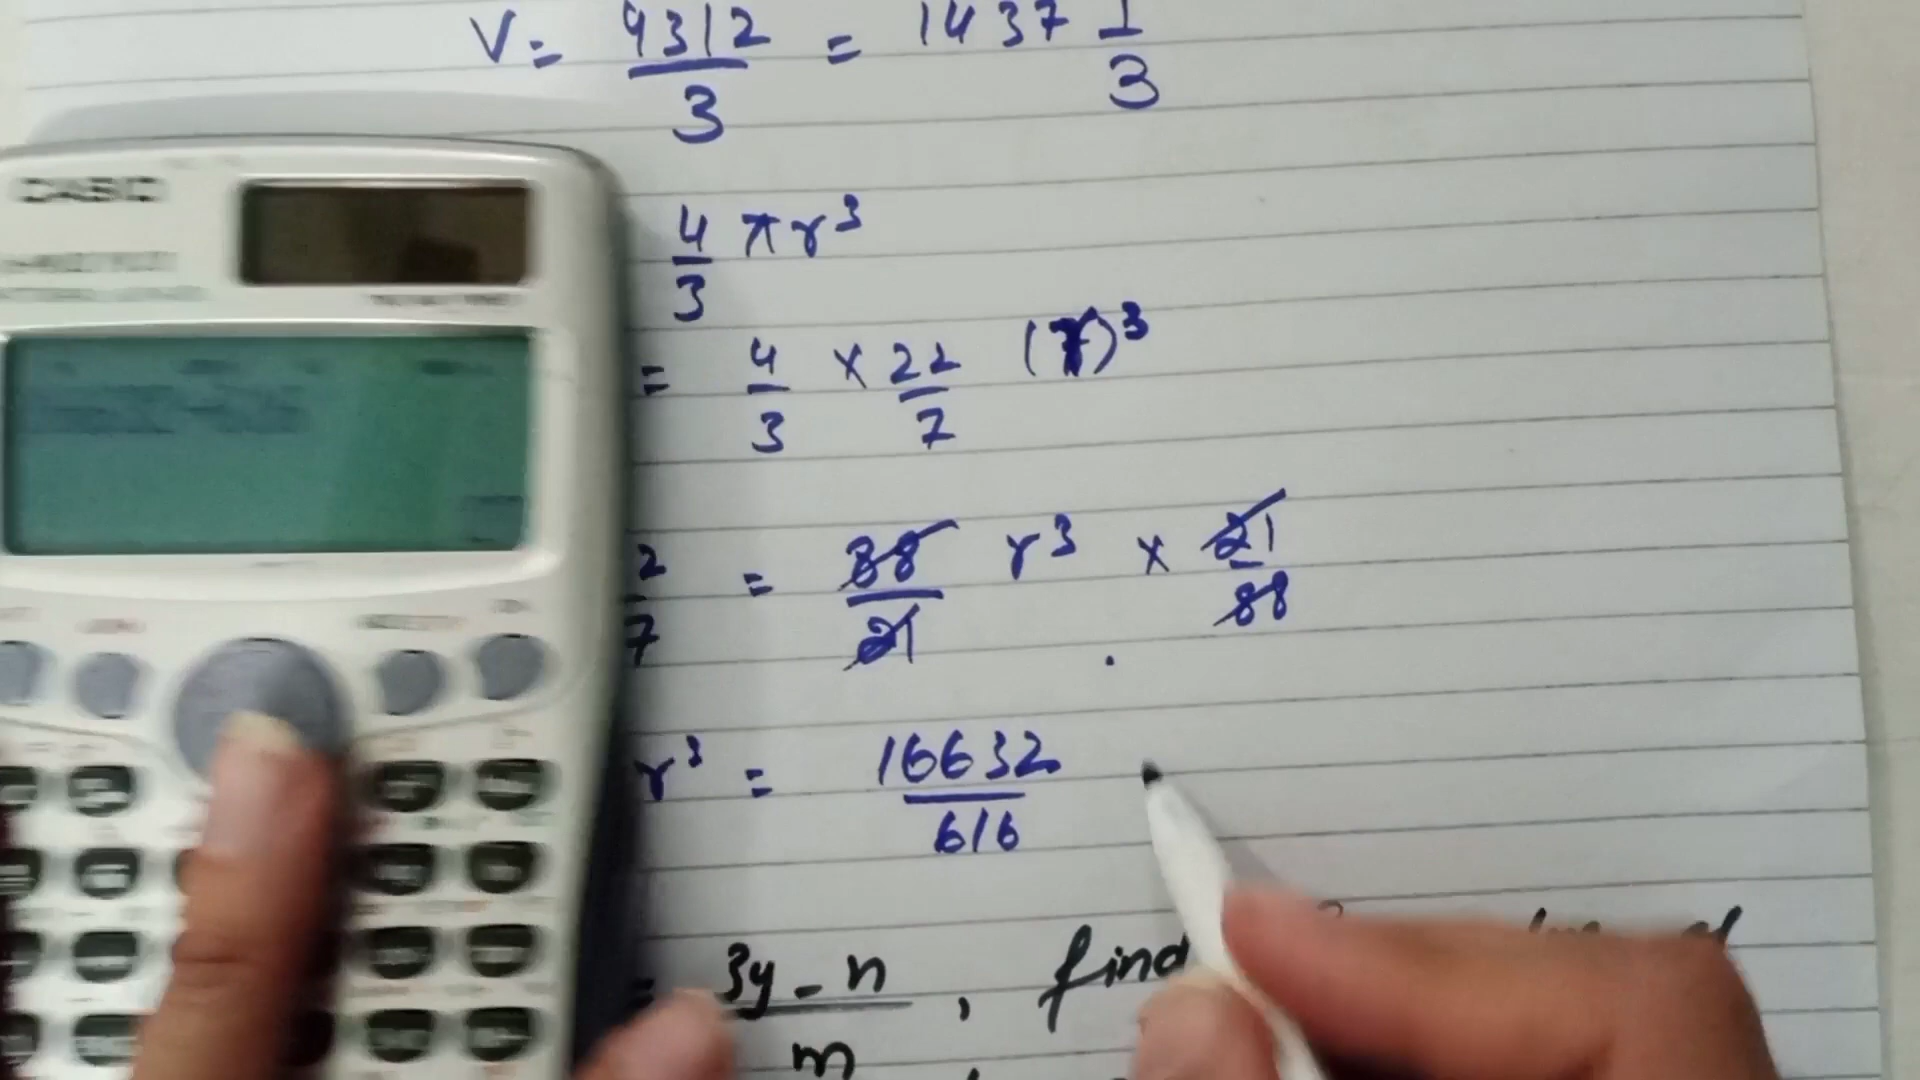 V = 4312/3 = 1437 1/3
CASIO
4/3 πr³
= 4/3 × 22/7 (r)³
2/7 = 88/21 r³ × 21/88
r³ = 16632/616
= 3y - n/m , find